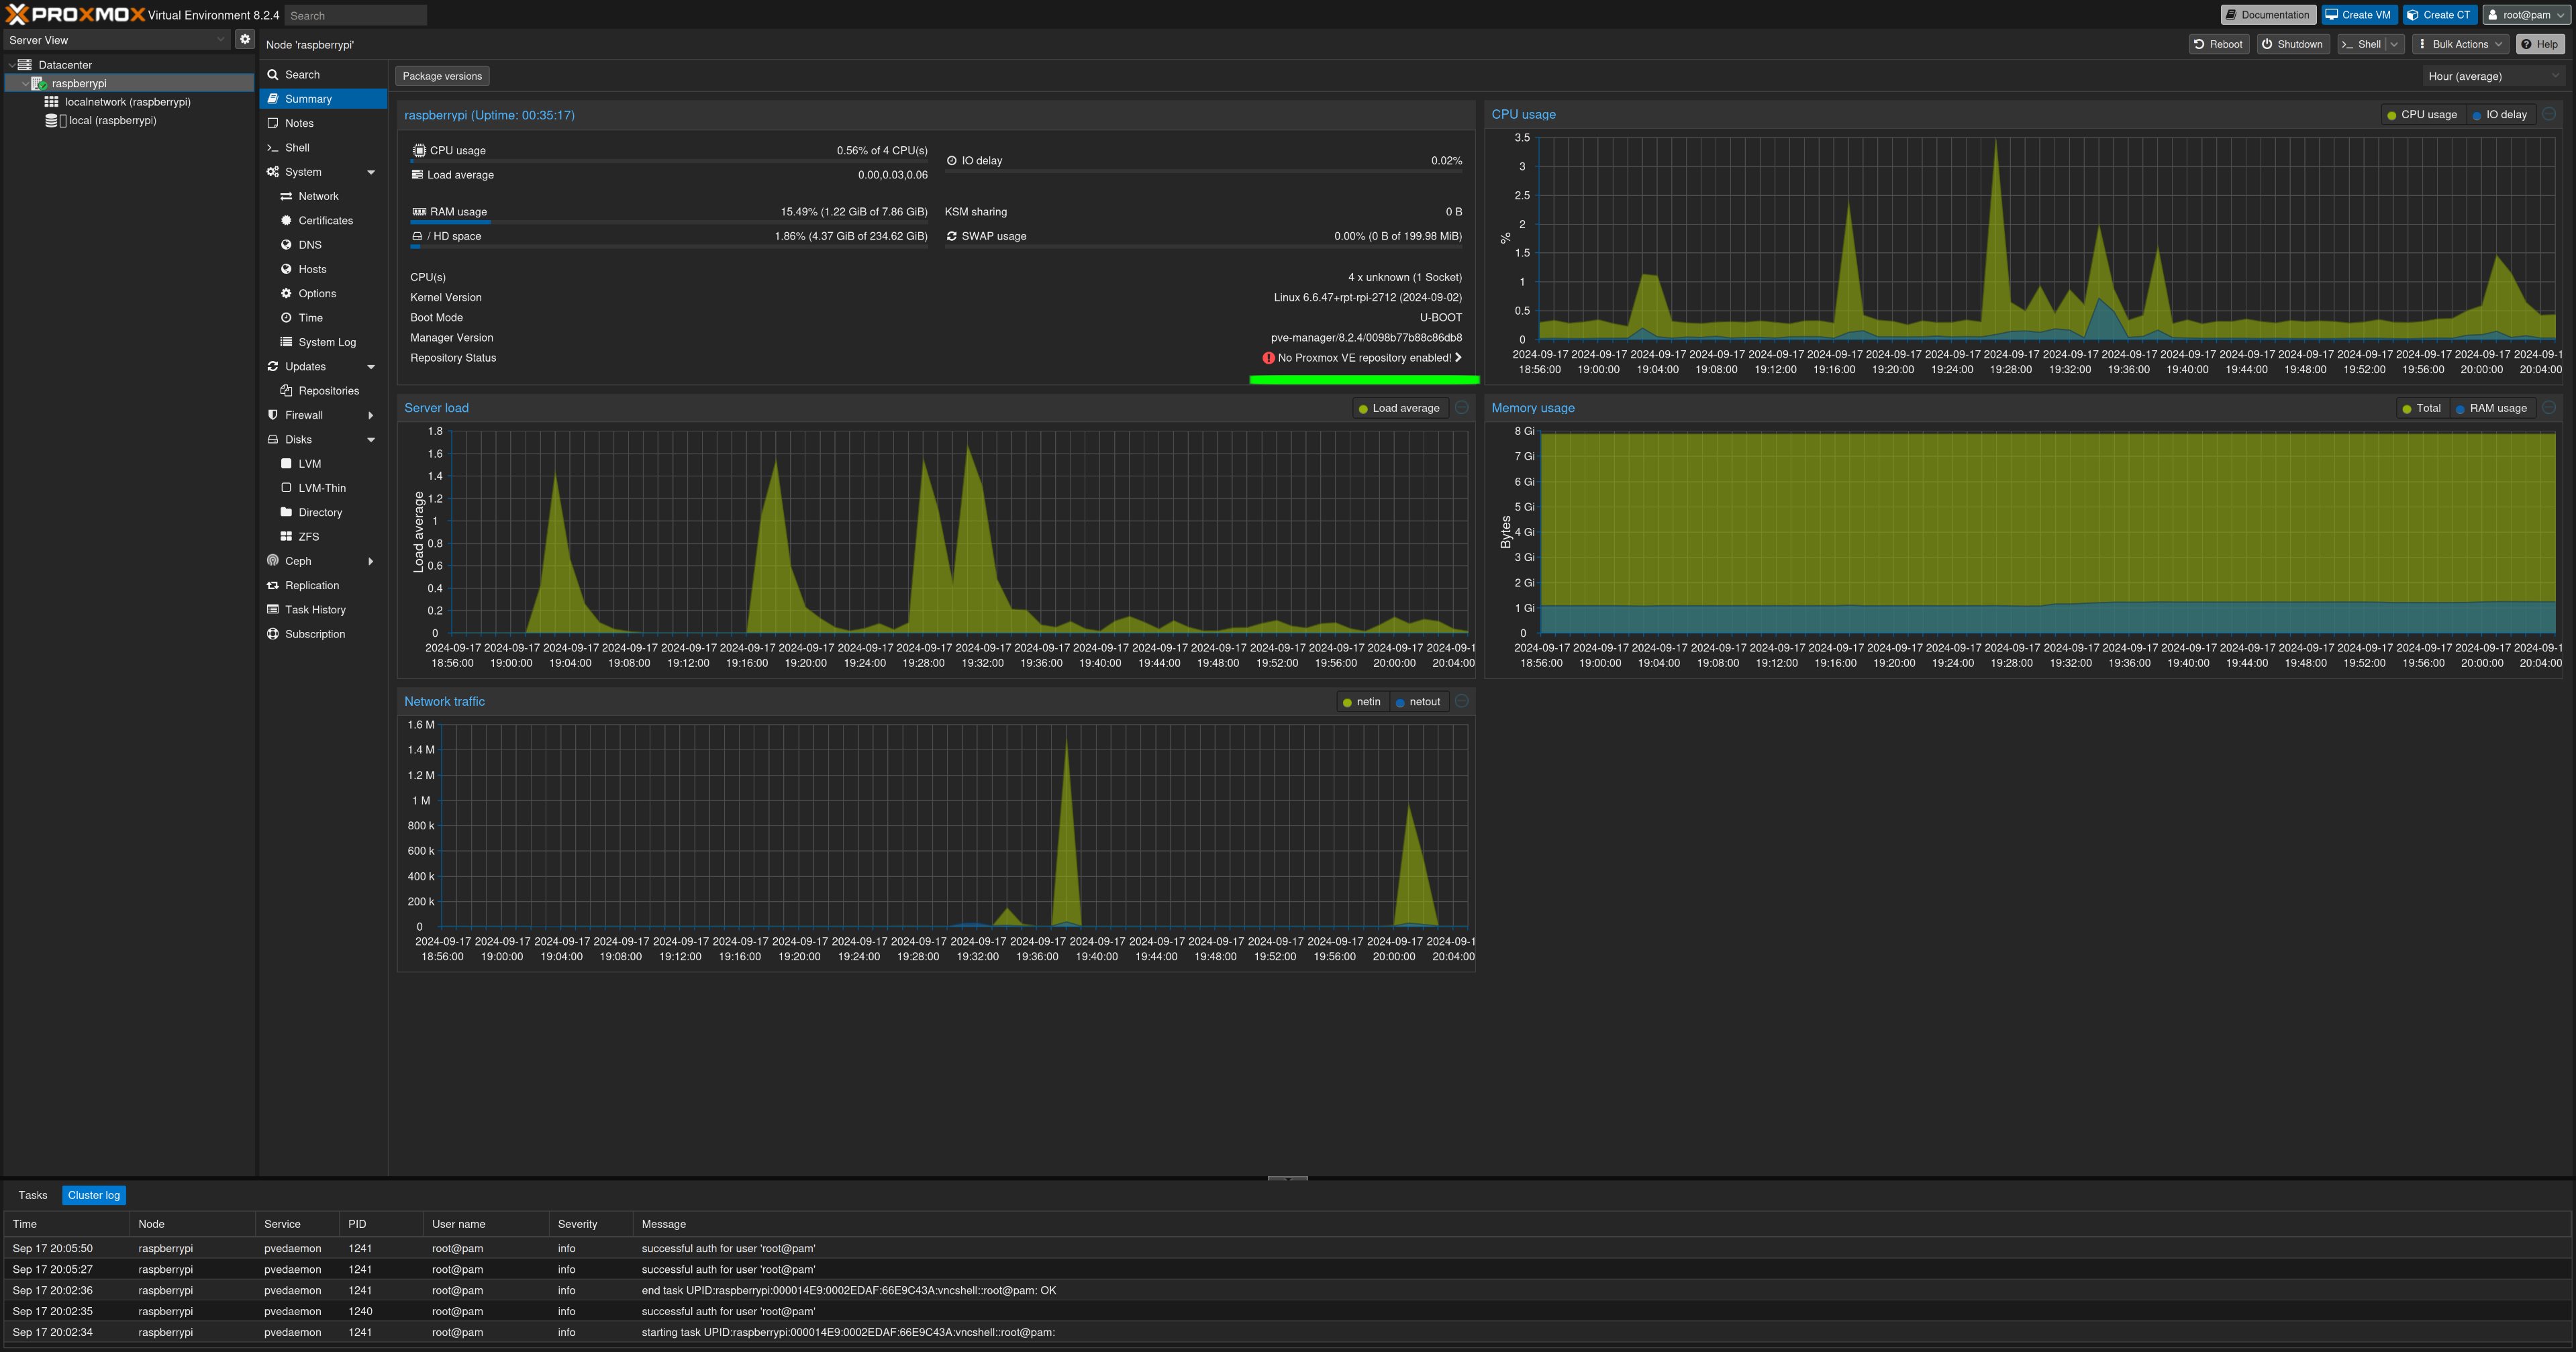 PROXMOX Virtual Environment 8.2.4 Search Documentation Create VM Create CT root@pam
Server View
Node 'raspberrypi' Reboot Shutdown Shell Bulk Actions Help
Datacenter
raspberrypi
localnetwork (raspberrypi)
local (raspberrypi)
Search
Summary
Notes
Shell
System
Network
Certificates
DNS
Hosts
Options
Time
System Log
Updates
Repositories
Firewall
Disks
LVM
LVM-Thin
Directory
ZFS
Ceph
Replication
Task History
Subscription
Package versions Hour (average)
raspberrypi (Uptime: 00:35:17)
CPU usage 0.56% of 4 CPU(s)
IO delay 0.02%
Load average 0.00,0.03,0.06
RAM usage 15.49% (1.22 GiB of 7.86 GiB) KSM sharing 0 B
/ HD space 1.86% (4.37 GiB of 234.62 GiB) SWAP usage 0.00% (0 B of 199.98 MiB)
CPU(s) 4 x unknown (1 Socket)
Kernel Version Linux 6.6.47+rpt-rpi-2712 (2024-09-02)
Boot Mode U-BOOT
Manager Version pve-manager/8.2.4/0098b77b88c86db8
Repository Status No Proxmox VE repository enabled!
CPU usage CPU usage IO delay
3.5
3
2.5
2
%
1.5
1
0.5
0
2024-09-17 2024-09-17 2024-09-17 2024-09-17 2024-09-17 2024-09-17 2024-09-17 2024-09-17 2024-09-17 2024-09-17 2024-09-17 2024-09-17 2024-09-17 2024-09-17 2024-09-17 2024-09-17 2024-09-17 2024-09-1
18:56:00 19:00:00 19:04:00 19:08:00 19:12:00 19:16:00 19:20:00 19:24:00 19:28:00 19:32:00 19:36:00 19:40:00 19:44:00 19:48:00 19:52:00 19:56:00 20:00:00 20:04:00
Server load Load average
1.8
1.6
1.4
1.2
1
0.8
0.6
0.4
0.2
0
Load average
2024-09-17 2024-09-17 2024-09-17 2024-09-17 2024-09-17 2024-09-17 2024-09-17 2024-09-17 2024-09-17 2024-09-17 2024-09-17 2024-09-17 2024-09-17 2024-09-17 2024-09-17 2024-09-17 2024-09-17 2024-09-1
18:56:00 19:00:00 19:04:00 19:08:00 19:12:00 19:16:00 19:20:00 19:24:00 19:28:00 19:32:00 19:36:00 19:40:00 19:44:00 19:48:00 19:52:00 19:56:00 20:00:00 20:04:00
Memory usage Total RAM usage
8 Gi
7 Gi
6 Gi
5 Gi
4 Gi
3 Gi
2 Gi
1 Gi
0
Bytes
2024-09-17 2024-09-17 2024-09-17 2024-09-17 2024-09-17 2024-09-17 2024-09-17 2024-09-17 2024-09-17 2024-09-17 2024-09-17 2024-09-17 2024-09-17 2024-09-17 2024-09-17 2024-09-17 2024-09-17 2024-09-1
18:56:00 19:00:00 19:04:00 19:08:00 19:12:00 19:16:00 19:20:00 19:24:00 19:28:00 19:32:00 19:36:00 19:40:00 19:44:00 19:48:00 19:52:00 19:56:00 20:00:00 20:04:00
Network traffic netin netout
1.6 M
1.4 M
1.2 M
1 M
800 k
600 k
400 k
200 k
0
2024-09-17 2024-09-17 2024-09-17 2024-09-17 2024-09-17 2024-09-17 2024-09-17 2024-09-17 2024-09-17 2024-09-17 2024-09-17 2024-09-17 2024-09-17 2024-09-17 2024-09-17 2024-09-17 2024-09-17 2024-09-1
18:56:00 19:00:00 19:04:00 19:08:00 19:12:00 19:16:00 19:20:00 19:24:00 19:28:00 19:32:00 19:36:00 19:40:00 19:44:00 19:48:00 19:52:00 19:56:00 20:00:00 20:04:00
Tasks Cluster log
Time Node Service PID User name Severity Message
Sep 17 20:05:50 raspberrypi pvedaemon 1241 root@pam info successful auth for user 'root@pam'
Sep 17 20:05:27 raspberrypi pvedaemon 1241 root@pam info successful auth for user 'root@pam'
Sep 17 20:02:36 raspberrypi pvedaemon 1241 root@pam info end task UPID:raspberrypi:000014E9:0002EDAF:66E9C43A:vncshell::root@pam: OK
Sep 17 20:02:35 raspberrypi pvedaemon 1240 root@pam info successful auth for user 'root@pam'
Sep 17 20:02:34 raspberrypi pvedaemon 1241 root@pam info starting task UPID:raspberrypi:000014E9:0002EDAF:66E9C43A:vncshell::root@pam: